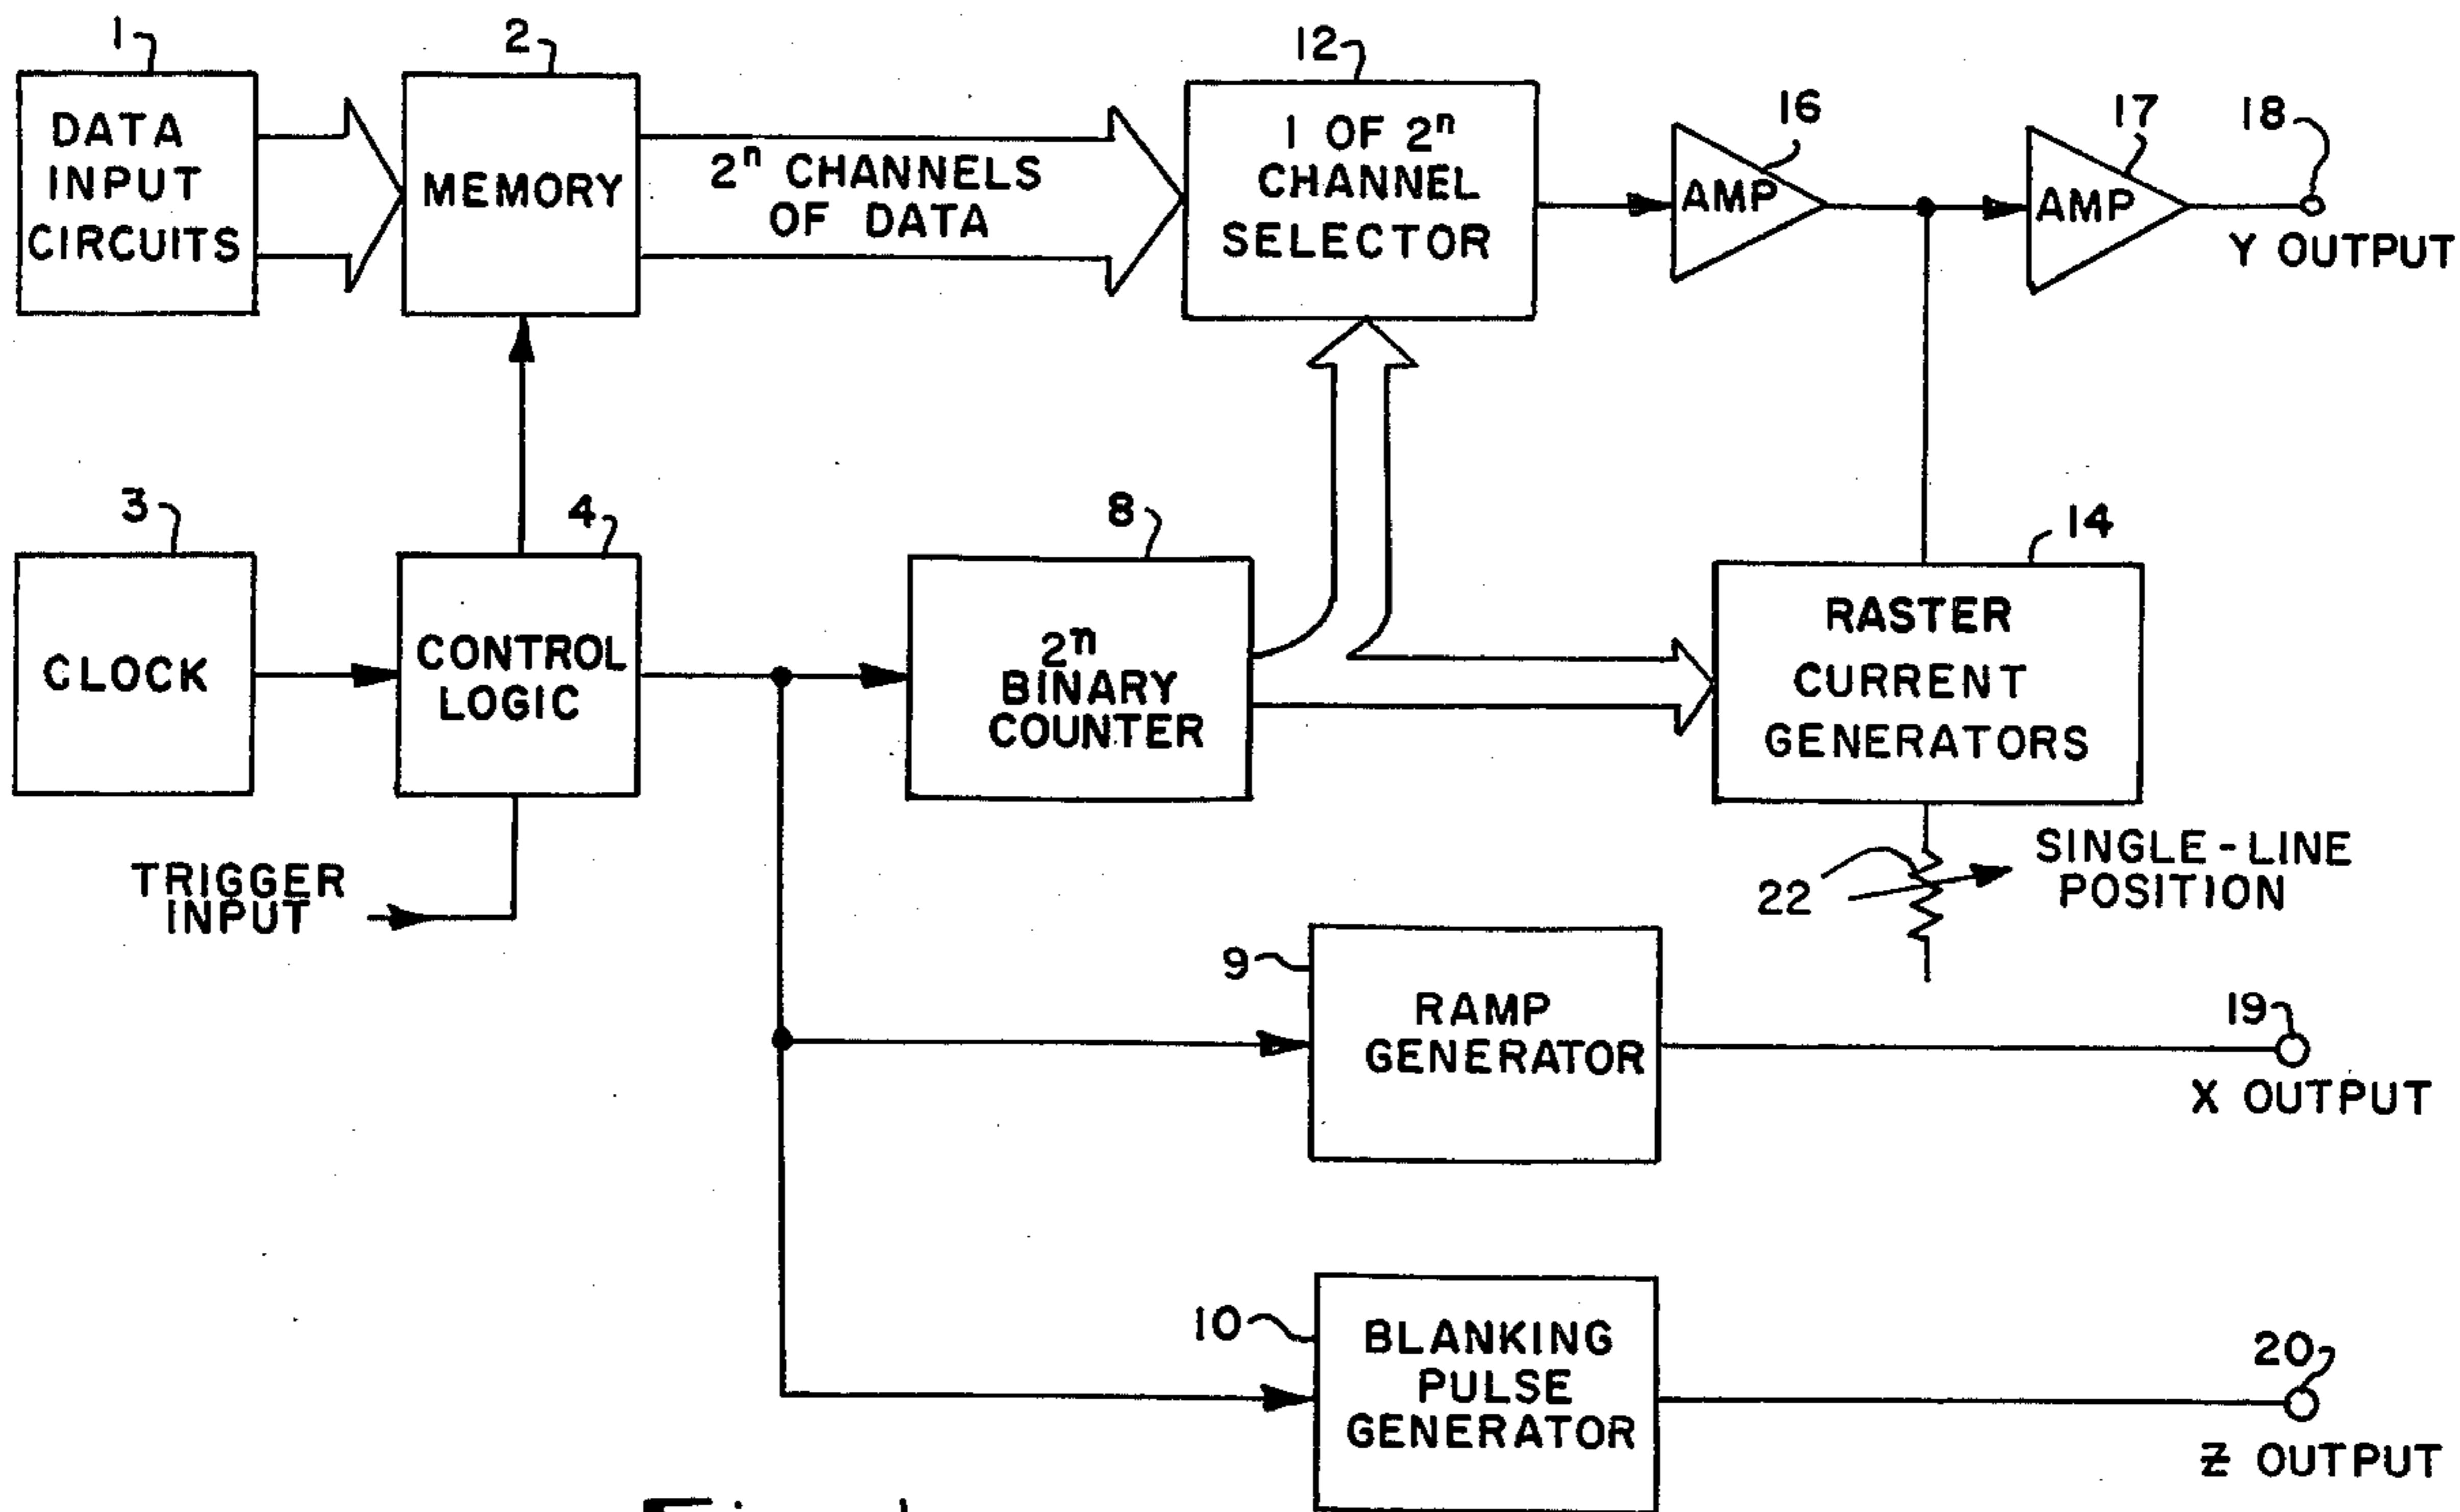 1
DATA
INPUT
CIRCUITS
2
MEMORY
2ⁿ CHANNELS
OF DATA
12
1 OF 2ⁿ
CHANNEL
SELECTOR
16
AMP
17
AMP
18
Y OUTPUT
3
CLOCK
4
CONTROL
LOGIC
TRIGGER
INPUT
8
2ⁿ
BINARY
COUNTER
14
RASTER
CURRENT
GENERATORS
22
SINGLE-LINE
POSITION
9
RAMP
GENERATOR
19
X OUTPUT
10
BLANKING
PULSE
GENERATOR
20
Z OUTPUT